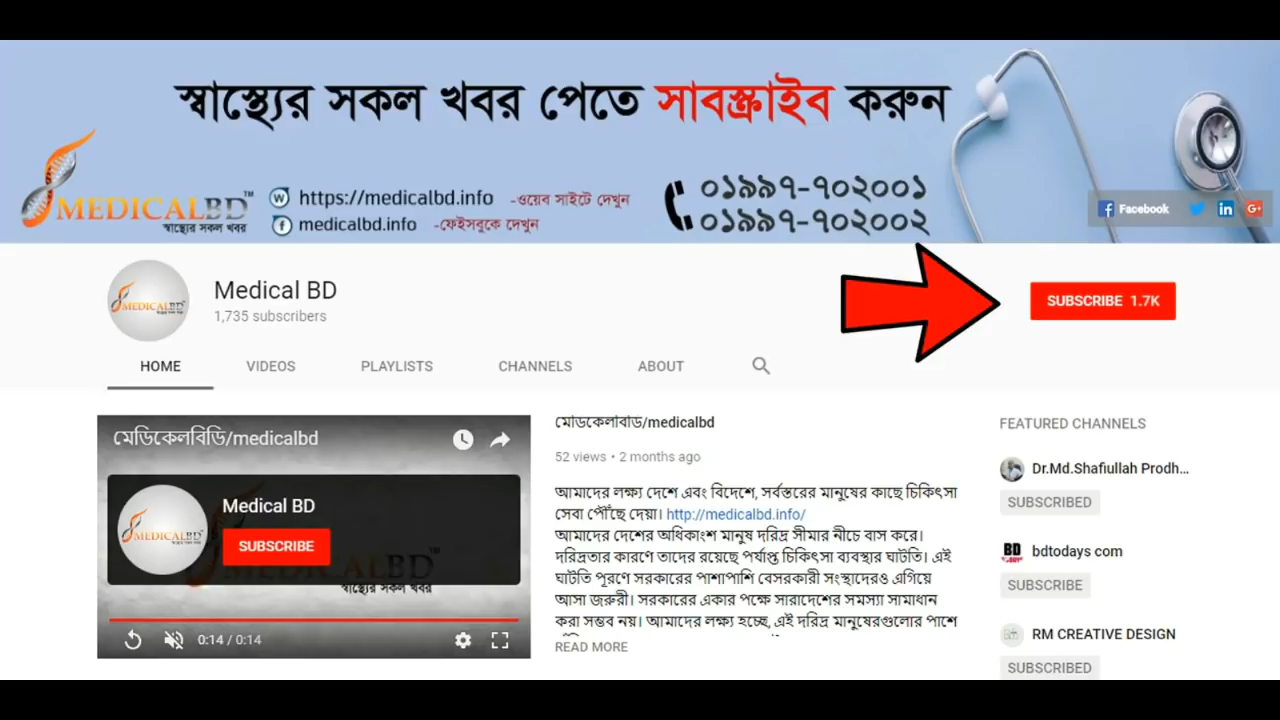 স্বাস্থ্যের সকল খবর পেতে সাবস্ক্রাইব করুন
MEDICALBD™
স্বাস্থ্যের সকল খবর
https://medicalbd.info -ওয়েব সাইটে দেখুন
medicalbd.info -ফেইসবুকে দেখুন
০১৯৯৭-৭০২০০১
০১৯৯৭-৭০২০০২
Facebook
Medical BD
1,735 subscribers
SUBSCRIBE 1.7K
HOME VIDEOS PLAYLISTS CHANNELS ABOUT
মেডিকেলবিডি/medicalbd
Medical BD
SUBSCRIBE
স্বাস্থ্যের সকল খবর
0:14 / 0:14
/medicalbd
52 views • 2 months ago
আমাদের লক্ষ্য দেশে এবং বিদেশে, সর্বস্তরের মানুষের কাছে চিকিৎসা
সেবা পৌঁছে দেয়া। http://medicalbd.info/
আমাদের দেশের অধিকাংশ মানুষ দরিদ্র সীমার নীচে বাস করে।
দরিদ্রতার কারণে তাদের রয়েছে পর্যাপ্ত চিকিৎসা ব্যবস্থার ঘাটতি। এই
ঘাটতি পূরণে সরকারের পাশাপাশি বেসরকারী সংস্থাদেরও এগিয়ে
আসা জরুরী। সরকারের একার পক্ষে সারাদেশের সমস্যা সামাধান
করা সম্ভব নয়। আমাদের লক্ষ্য হচ্ছে, এই দরিদ্র মানুষেরগুলোর পাশে
READ MORE
FEATURED CHANNELS
Dr.Md.Shafiullah Prodh...
SUBSCRIBED
bdtodays com
SUBSCRIBE
RM CREATIVE DESIGN
SUBSCRIBED